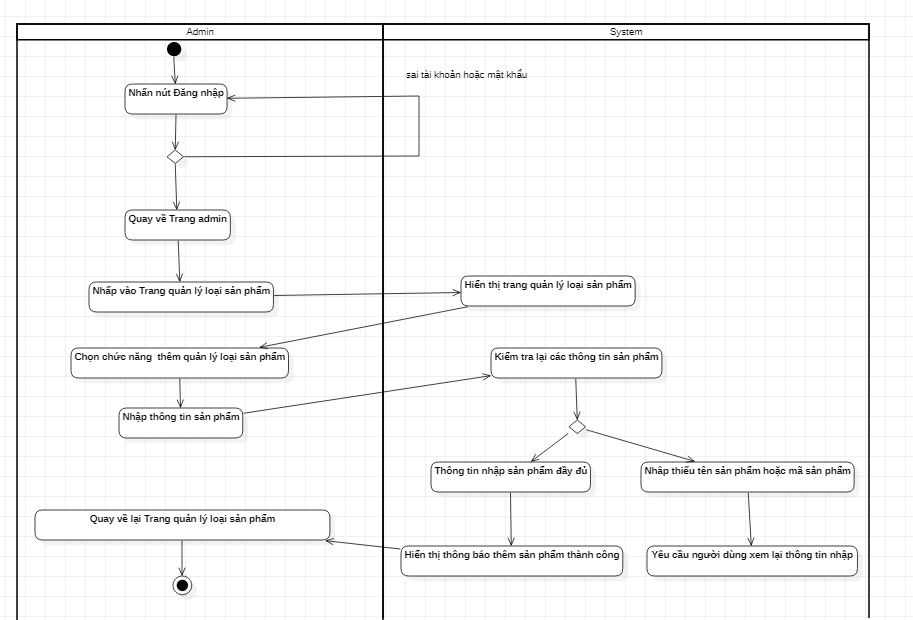 Admin
System
sai tài khoản hoặc mật khẩu
Nhấn nút Đăng nhập
Quay về Trang admin
Nhấp vào Trang quản lý loại sản phẩm
Hiển thị trang quản lý loại sản phẩm
Chọn chức năng thêm quản lý loại sản phẩm
Kiểm tra lại các thông tin sản phẩm
Nhập thông tin sản phẩm
Thông tin nhập sản phẩm đầy đủ
Nhâp thiếu tên sản phẩm hoặc mã sản phẩm
Quay về lại Trang quản lý loại sản phẩm
Hiển thị thông báo thêm sản phẩm thành công
Yêu cầu người dùng xem lại thông tin nhập